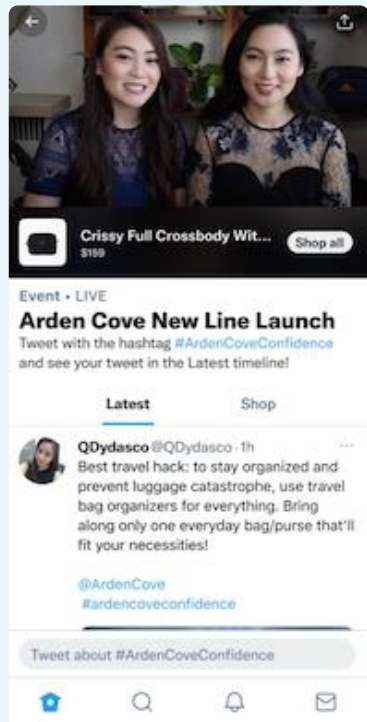 Crissy Full Crossbody Wit...
$159
Shop all
Event • LIVE
Arden Cove New Line Launch
Tweet with the hashtag #ArdenCoveConfidence
and see your tweet in the Latest timeline!
Latest
Shop
QDydasco @QDydasco · 1h
Best travel hack: to stay organized and
prevent luggage catastrophe, use travel
bag organizers for everything. Bring
along only one everyday bag/purse that'll
fit your necessities!
@ArdenCove
#ardencoveconfidence
Tweet about #ArdenCoveConfidence